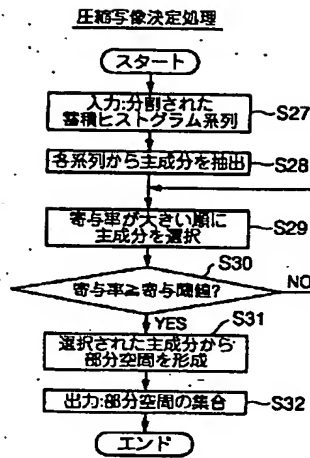 圧縮写像決定処理
スタート
入力:分割された
蓄積ヒストグラム系列
S27
各系列から主成分を抽出
S28
寄与率が大きい順に
主成分を選択
S29
S30
寄与率≧寄与閾値?
NO
YES
S31
選択された主成分から
部分空間を形成
出力:部分空間の集合
S32
エンド